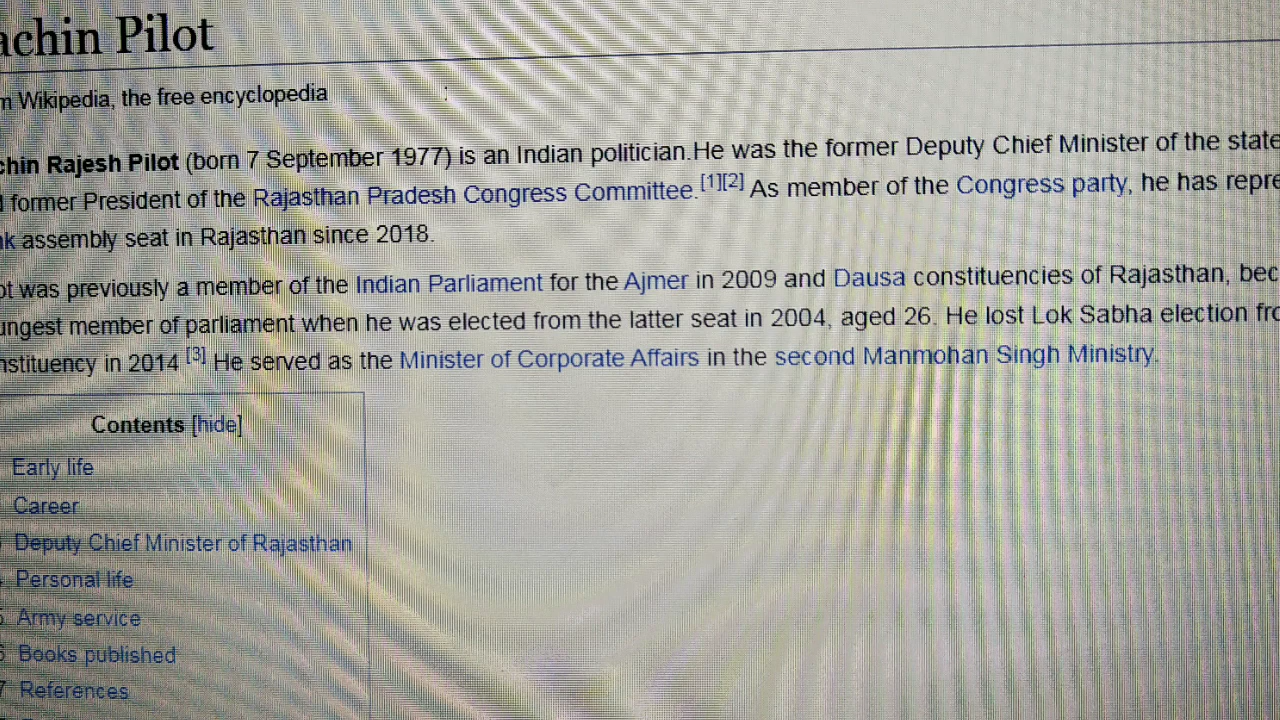 achin Pilot
m Wikipedia, the free encyclopedia
chin Rajesh Pilot (born 7 September 1977) is an Indian politician.He was the former Deputy Chief Minister of the state
d former President of the Rajasthan Pradesh Congress Committee.[1][2] As member of the Congress party, he has repre
nk assembly seat in Rajasthan since 2018.
ot was previously a member of the Indian Parliament for the Ajmer in 2009 and Dausa constituencies of Rajasthan, bec
ungest member of parliament when he was elected from the latter seat in 2004, aged 26. He lost Lok Sabha election fro
nstituency in 2014 [3] He served as the Minister of Corporate Affairs in the second Manmohan Singh Ministry.
Contents [hide]
Early life
Career
Deputy Chief Minister of Rajasthan
Personal life
5 Army service
6 Books published
7 References